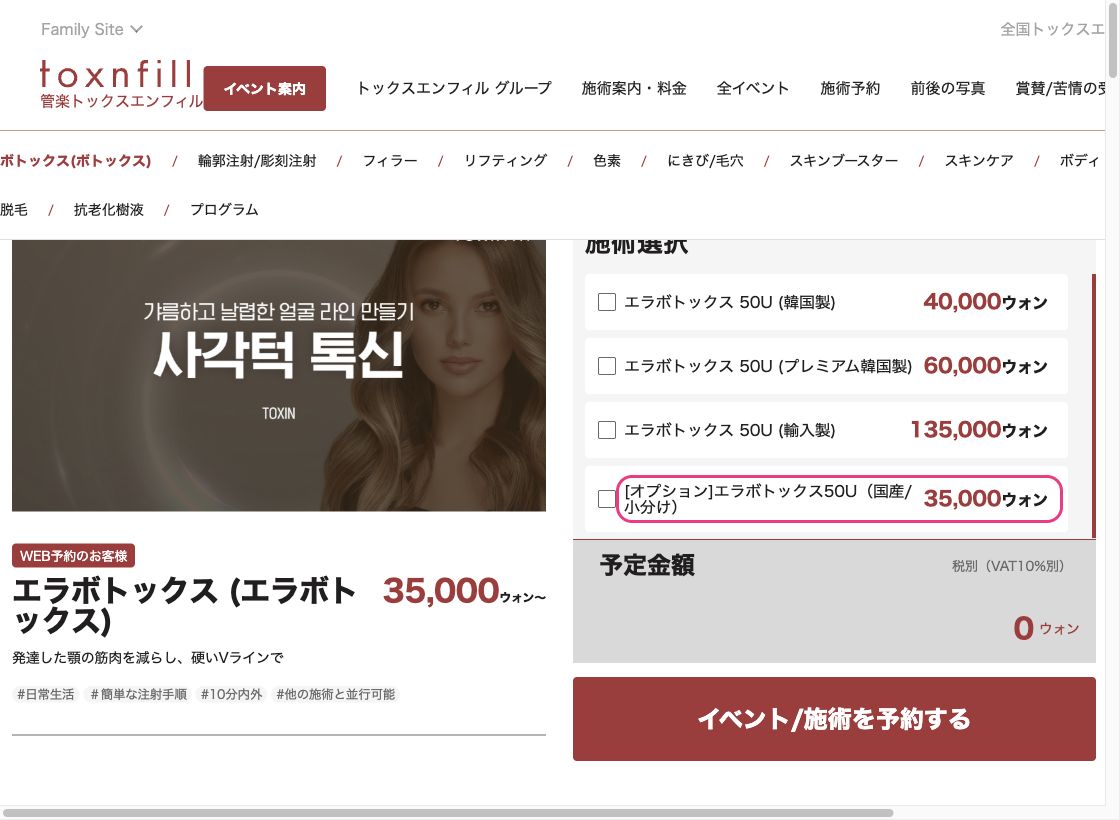 Family Site
全国トックスエ
toxnfill
管楽トックスエンフィル
イベント案内
トックスエンフィル グループ
施術案内・料金
全イベント
施術予約
前後の写真
賞賛/苦情の受
ボトックス(ボトックス) / 輪郭注射/彫刻注射 / フィラー / リフティング / 色素 / にきび/毛穴 / スキンブースター / スキンケア / ボディ
脱毛 / 抗老化樹液 / プログラム
갸름하고 날렵한 얼굴 라인 만들기
사각턱 톡신
TOXIN
WEB予約のお客様
エラボトックス (エラボト
ックス)
35,000ウォン~
発達した顎の筋肉を減らし、硬いVラインで
#日常生活 #簡単な注射手順 #10分内外 #他の施術と並行可能
施術選択
エラボトックス 50U (韓国製) 40,000ウォン
エラボトックス 50U (プレミアム韓国製) 60,000ウォン
エラボトックス 50U (輸入製) 135,000ウォン
[オプション]エラボトックス50U（国産/
小分け） 35,000ウォン
予定金額
税別（VAT10%別）
0 ウォン
イベント/施術を予約する